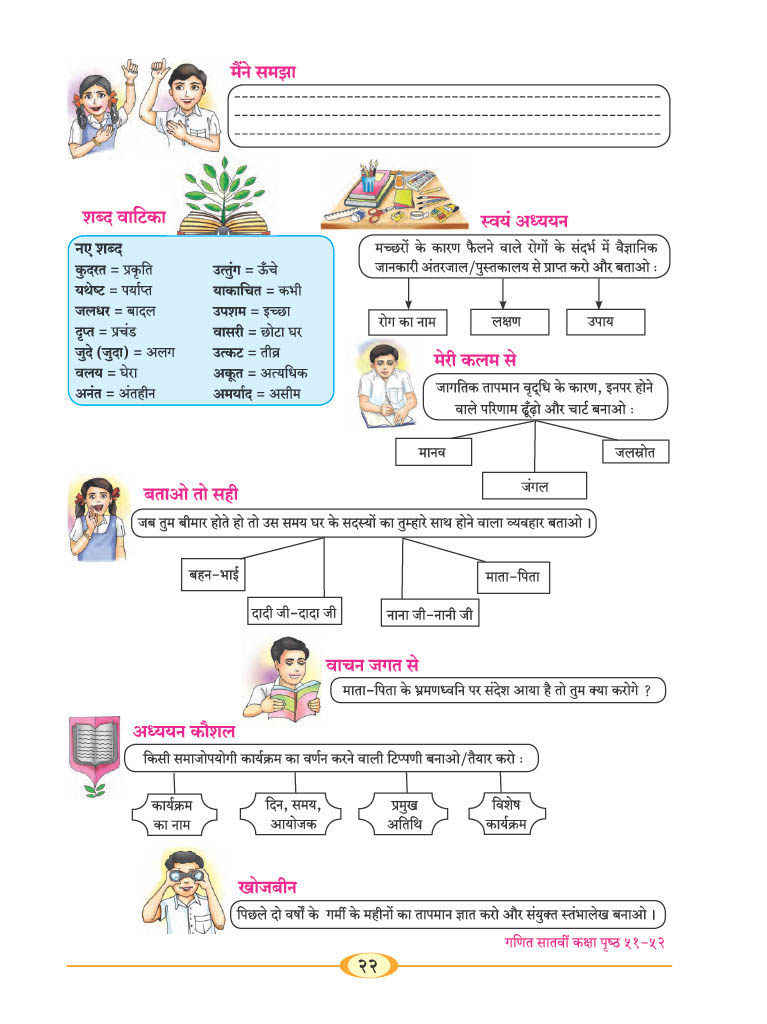 मैंने समझा
शब्द वाटिका
नए शब्द
कुदरत = प्रकृति
यथेष्ट = पर्याप्त
जलधर = बादल
दृप्त = प्रचंड
जुदे (जुदा) = अलग
वलय = घेरा
अनंत = अंतहीन
उत्तुंग = ऊँचे
याकाचित = कभी
उपशम = इच्छा
वासरी = छोटा घर
उत्कट = तीव्र
अकूत = अत्यधिक
अमर्याद = असीम
स्वयं अध्ययन
मच्छरों के कारण फैलने वाले रोगों के संदर्भ में वैज्ञानिक
जानकारी अंतरजाल/पुस्तकालय से प्राप्त करो और बताओ :
रोग का नाम
लक्षण
उपाय
मेरी कलम से
जागतिक तापमान वृद्धि के कारण, इनपर होने
वाले परिणाम ढूँढ़ो और चार्ट बनाओ :
मानव
जंगल
जलस्रोत
बताओ तो सही
जब तुम बीमार होते हो तो उस समय घर के सदस्यों का तुम्हारे साथ होने वाला व्यवहार बताओ ।
बहन-भाई
दादी जी-दादा जी
नाना जी-नानी जी
माता-पिता
वाचन जगत से
माता-पिता के भ्रमणध्वनि पर संदेश आया है तो तुम क्या करोगे ?
अध्ययन कौशल
किसी समाजोपयोगी कार्यक्रम का वर्णन करने वाली टिप्पणी बनाओ/तैयार करो :
कार्यक्रम
का नाम
दिन, समय,
आयोजक
प्रमुख
अतिथि
विशेष
कार्यक्रम
खोजबीन
पिछले दो वर्षों के गर्मी के महीनों का तापमान ज्ञात करो और संयुक्त स्तंभालेख बनाओ ।
गणित सातवीं कक्षा पृष्ठ ५१-५२
२२